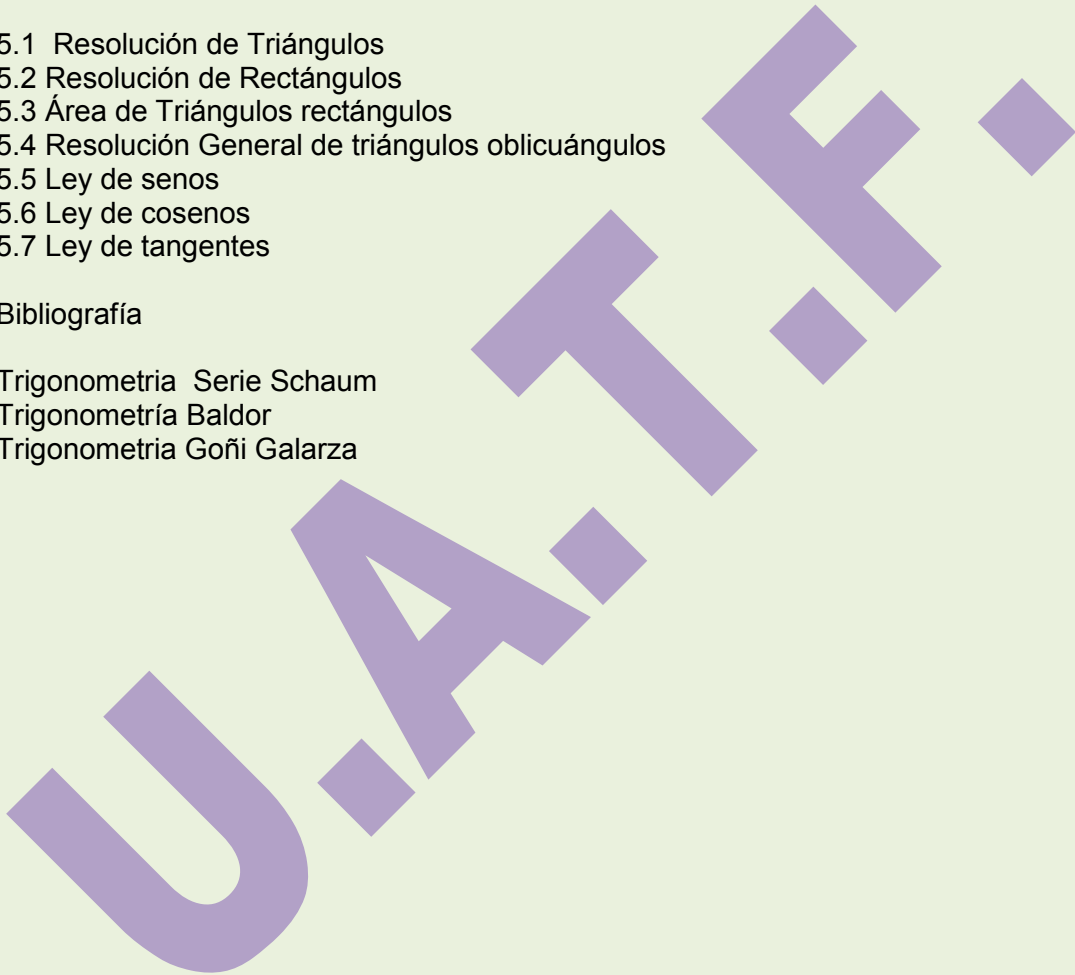 5.1  Resolución de Triángulos
5.2 Resolución de Rectángulos
5.3 Área de Triángulos rectángulos
5.4 Resolución General de triángulos oblicuángulos
5.5 Ley de senos
5.6 Ley de cosenos
5.7 Ley de tangentes
Bibliografía
Trigonometria  Serie Schaum
Trigonometría Baldor
Trigonometria Goñi Galarza
U.A.T.F.